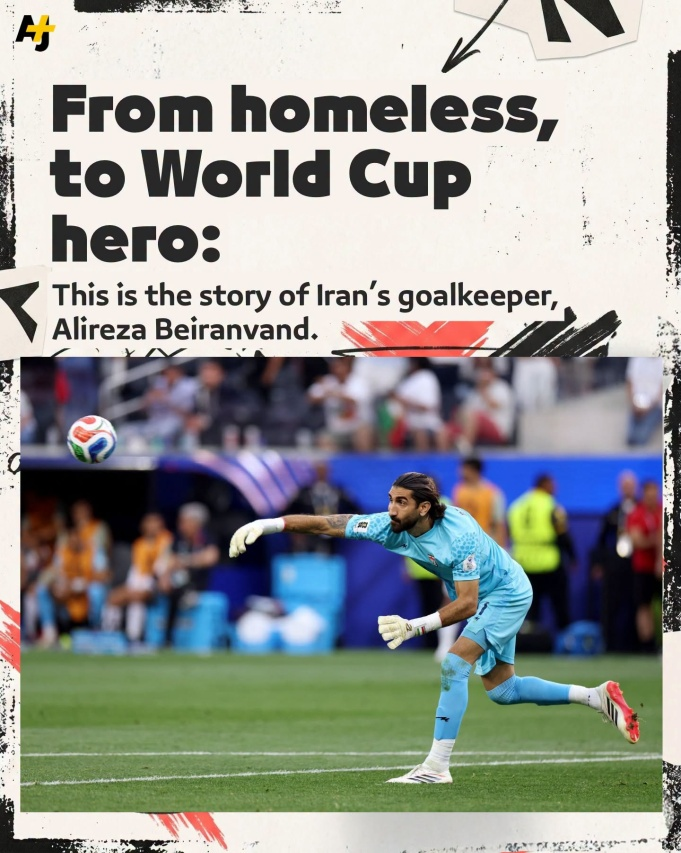 AJ+
From homeless,
to World Cup
hero:
This is the story of Iran's goalkeeper,
Alireza Beiranvand.